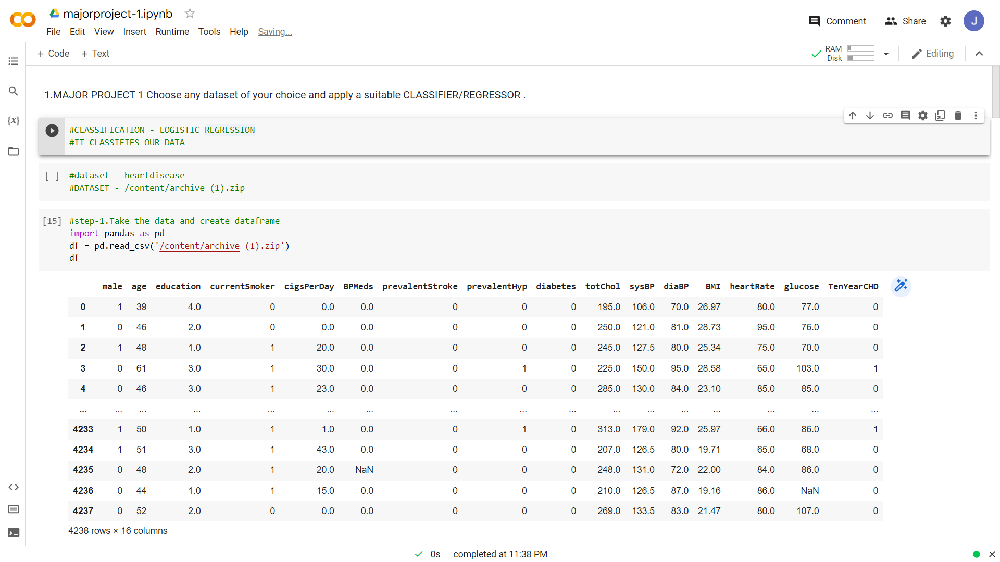 majorproject-1.ipynb
File Edit View Insert Runtime Tools Help Saving...
Comment Share J
+ Code + Text
RAM
Disk
Editing
1.MAJOR PROJECT 1 Choose any dataset of your choice and apply a suitable CLASSIFIER/REGRESSOR .
#CLASSIFICATION - LOGISTIC REGRESSION
#IT CLASSIFIES OUR DATA
[ ] #dataset - heartdisease
#DATASET - /content/archive (1).zip
[15] #step-1.Take the data and create dataframe
import pandas as pd
df = pd.read_csv('/content/archive (1).zip')
df
male age education currentSmoker cigsPerDay BPMeds prevalentStroke prevalentHyp diabetes totChol sysBP diaBP BMI heartRate glucose TenYearCHD
0 1 39 4.0 0 0.0 0.0 0 0 0 195.0 106.0 70.0 26.97 80.0 77.0 0
1 0 46 2.0 0 0.0 0.0 0 0 0 250.0 121.0 81.0 28.73 95.0 76.0 0
2 1 48 1.0 1 20.0 0.0 0 0 0 245.0 127.5 80.0 25.34 75.0 70.0 0
3 0 61 3.0 1 30.0 0.0 0 1 0 225.0 150.0 95.0 28.58 65.0 103.0 1
4 0 46 3.0 1 23.0 0.0 0 0 0 285.0 130.0 84.0 23.10 85.0 85.0 0
... ... ... ... ... ... ... ... ... ... ... ... ... ... ... ... ...
4233 1 50 1.0 1 1.0 0.0 0 1 0 313.0 179.0 92.0 25.97 66.0 86.0 1
4234 1 51 3.0 1 43.0 0.0 0 0 0 207.0 126.5 80.0 19.71 65.0 68.0 0
4235 0 48 2.0 1 20.0 NaN 0 0 0 248.0 131.0 72.0 22.00 84.0 86.0 0
4236 0 44 1.0 1 15.0 0.0 0 0 0 210.0 126.5 87.0 19.16 86.0 NaN 0
4237 0 52 2.0 0 0.0 0.0 0 0 0 269.0 133.5 83.0 21.47 80.0 107.0 0
4238 rows × 16 columns
0s completed at 11:38 PM